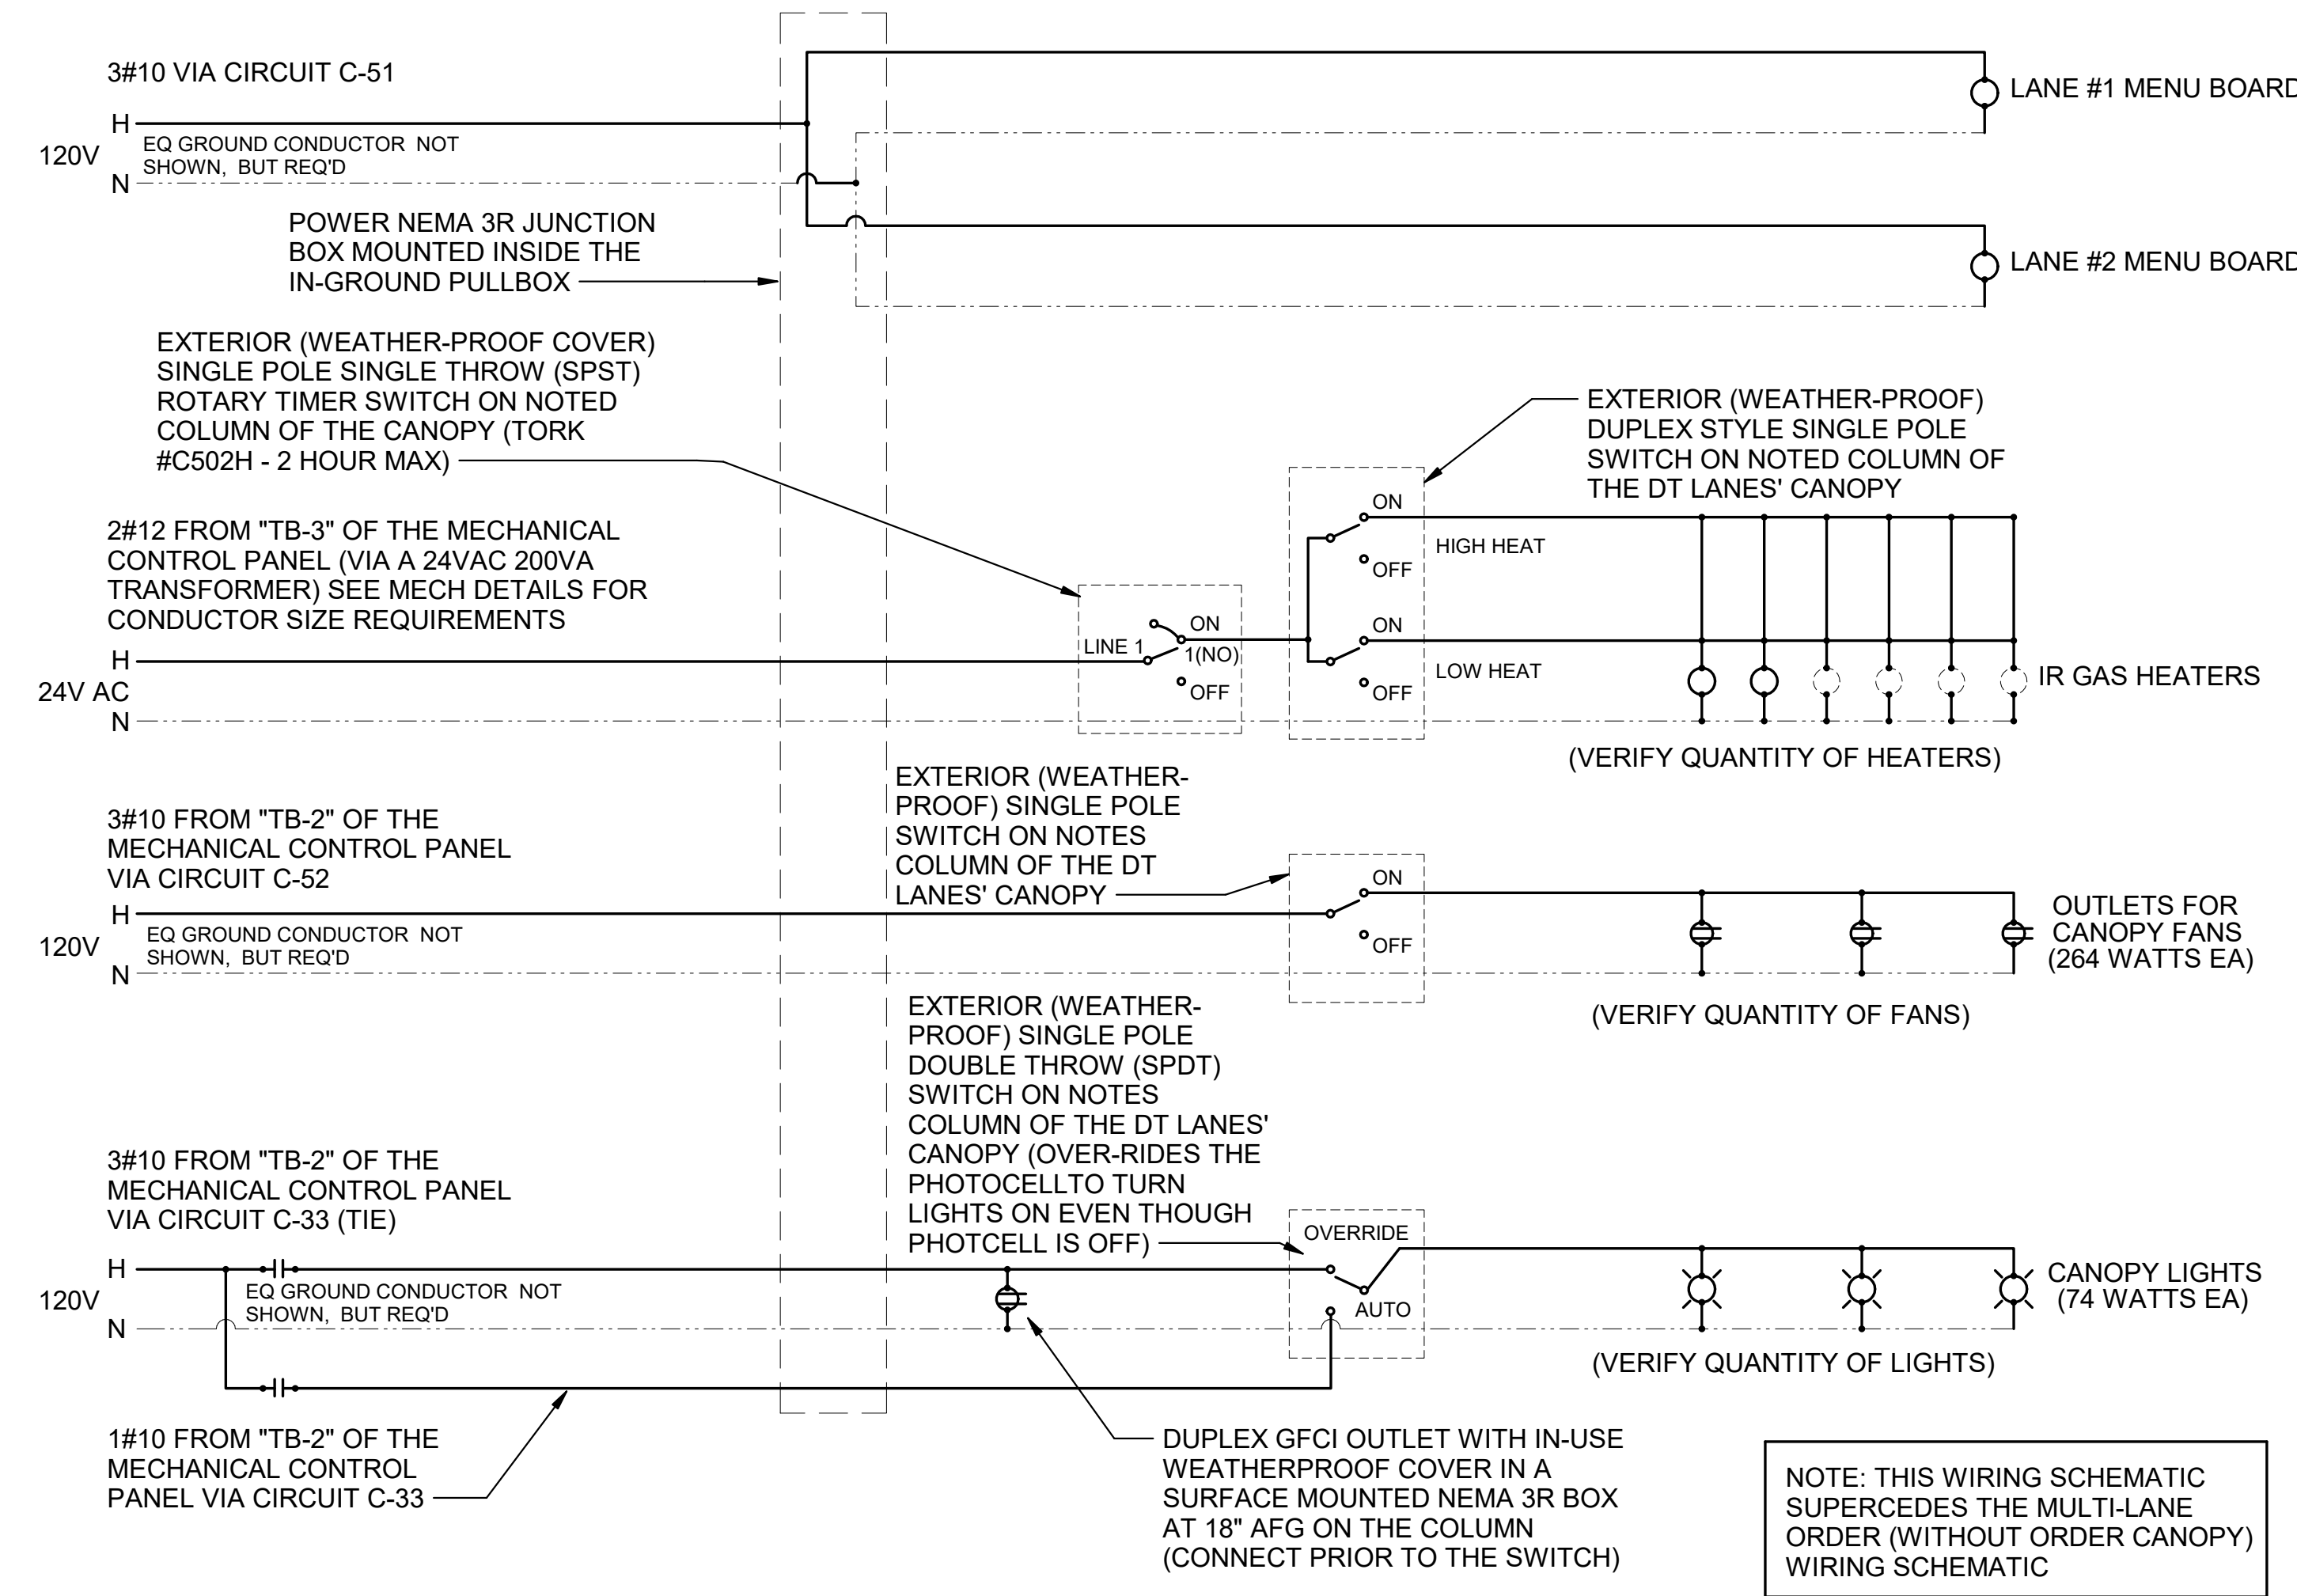 3#10 VIA CIRCUIT C-51
H
120V
EQ GROUND CONDUCTOR NOT
SHOWN, BUT REQ'D
N
LANE #1 MENU BOARD
POWER NEMA 3R JUNCTION
BOX MOUNTED INSIDE THE
IN-GROUND PULLBOX
LANE #2 MENU BOARD
EXTERIOR (WEATHER-PROOF COVER)
SINGLE POLE SINGLE THROW (SPST)
ROTARY TIMER SWITCH ON NOTED
COLUMN OF THE CANOPY (TORK
#C502H - 2 HOUR MAX)
EXTERIOR (WEATHER-PROOF)
DUPLEX STYLE SINGLE POLE
SWITCH ON NOTED COLUMN OF
THE DT LANES' CANOPY
2#12 FROM "TB-3" OF THE MECHANICAL
CONTROL PANEL (VIA A 24VAC 200VA
TRANSFORMER) SEE MECH DETAILS FOR
CONDUCTOR SIZE REQUIREMENTS
H
24V AC
N
LINE 1
ON
1(NO)
OFF
ON
HIGH HEAT
OFF
ON
LOW HEAT
OFF
IR GAS HEATERS
(VERIFY QUANTITY OF HEATERS)
EXTERIOR (WEATHER-
PROOF) SINGLE POLE
SWITCH ON NOTES
COLUMN OF THE DT
LANES' CANOPY
3#10 FROM "TB-2" OF THE
MECHANICAL CONTROL PANEL
VIA CIRCUIT C-52
H
120V
EQ GROUND CONDUCTOR NOT
SHOWN, BUT REQ'D
N
ON
OFF
OUTLETS FOR
CANOPY FANS
(264 WATTS EA)
(VERIFY QUANTITY OF FANS)
EXTERIOR (WEATHER-
PROOF) SINGLE POLE
DOUBLE THROW (SPDT)
SWITCH ON NOTES
COLUMN OF THE DT LANES'
CANOPY (OVER-RIDES THE
PHOTOCELLTO TURN
LIGHTS ON EVEN THOUGH
PHOTCELL IS OFF)
3#10 FROM "TB-2" OF THE
MECHANICAL CONTROL PANEL
VIA CIRCUIT C-33 (TIE)
H
120V
EQ GROUND CONDUCTOR NOT
SHOWN, BUT REQ'D
N
OVERRIDE
AUTO
CANOPY LIGHTS
(74 WATTS EA)
(VERIFY QUANTITY OF LIGHTS)
1#10 FROM "TB-2" OF THE
MECHANICAL CONTROL
PANEL VIA CIRCUIT C-33
DUPLEX GFCI OUTLET WITH IN-USE
WEATHERPROOF COVER IN A
SURFACE MOUNTED NEMA 3R BOX
AT 18" AFG ON THE COLUMN
(CONNECT PRIOR TO THE SWITCH)
NOTE: THIS WIRING SCHEMATIC
SUPERCEDES THE MULTI-LANE
ORDER (WITHOUT ORDER CANOPY)
WIRING SCHEMATIC